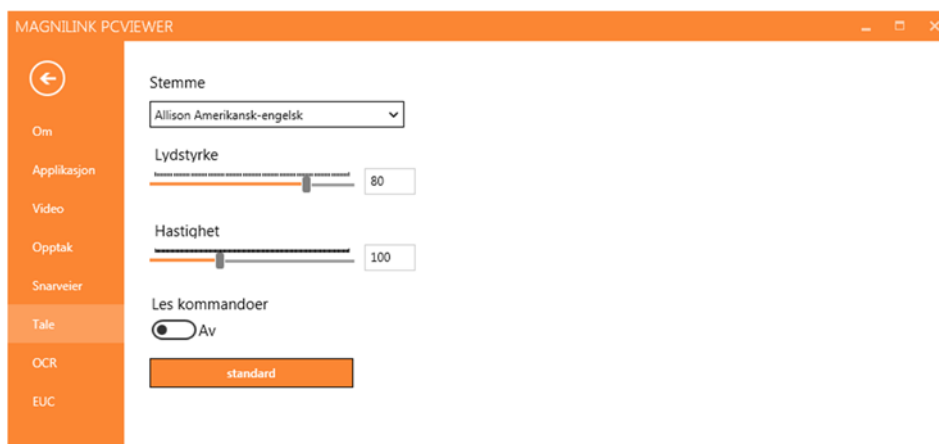 MAGNILINK PCVIEWER
Om
Applikasjon
Video
Opptak
Snarveier
Tale
OCR
EUC
Stemme
Allison Amerikansk-engelsk
Lydstyrke
80
Hastighet
100
Les kommandoer
Av
standard